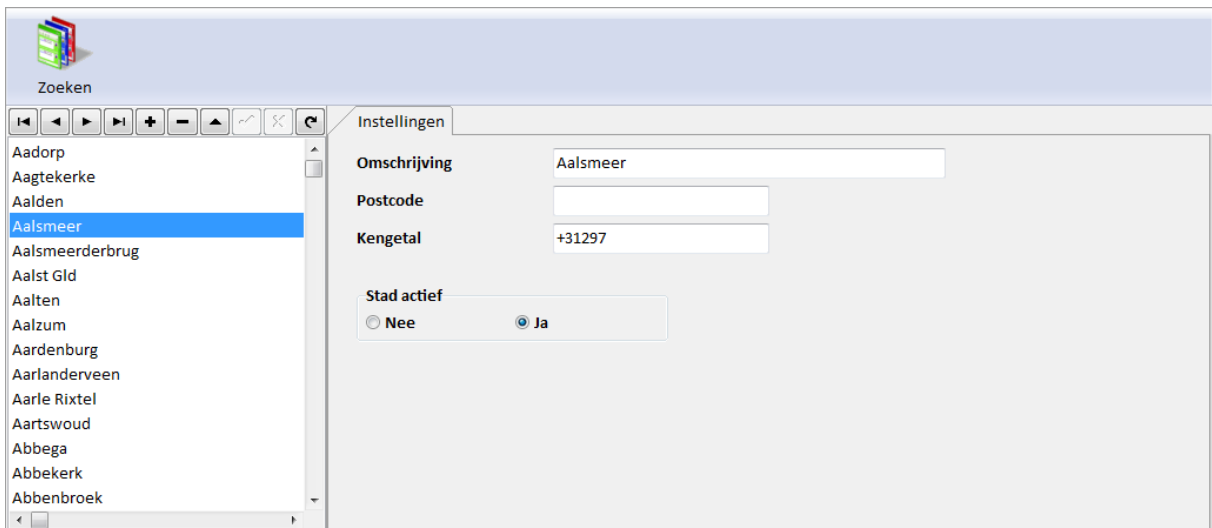 Zoeken
Instellingen
Aadorp
Aagtekerke
Aalden
Aalsmeer
Aalsmeerderbrug
Aalst Gld
Aalten
Aalzum
Aardenburg
Aarlanderveen
Aarle Rixtel
Aartswoud
Abbega
Abbekerk
Abbenbroek
Omschrijving Aalsmeer
Postcode
Kengetal +31297
Stad actief
Nee Ja